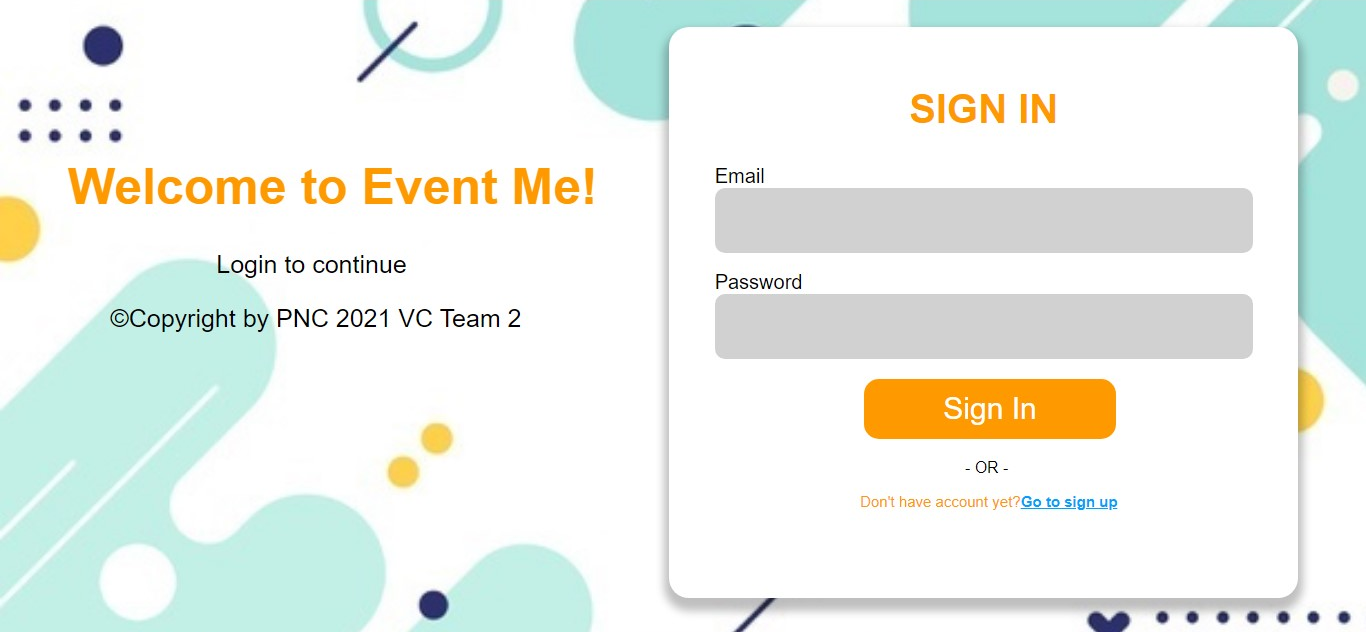 Welcome to Event Me!
Login to continue
©Copyright by PNC 2021 VC Team 2
SIGN IN
Email
Password
Sign In
- OR -
Don't have account yet?Go to sign up